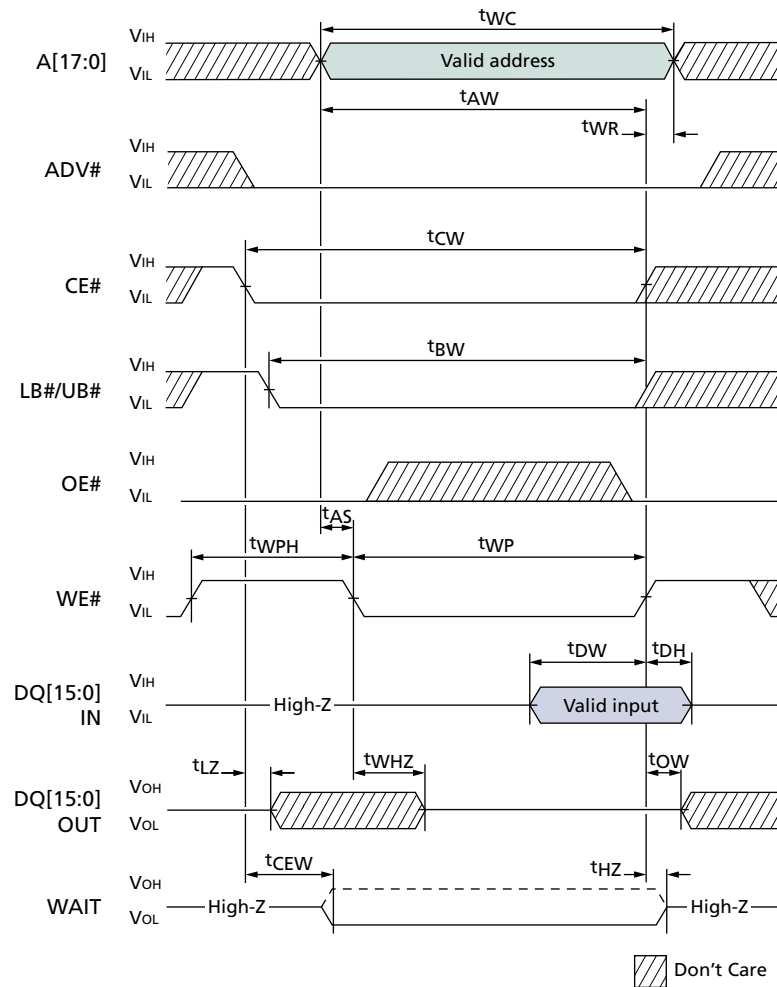 tWC
VIH
A[17:0] Valid address
VIL
tAW
tWR
VIH
ADV#
VIL
tCW
VIH
CE#
VIL
tBW
VIH
LB#/UB#
VIL
VIH
OE#
VIL
tAS
tWPH tWP
VIH
WE#
VIL
tDW tDH
VIH
DQ[15:0]
IN
High-Z Valid input
VIL
tLZ tWHZ tOW
VOH
DQ[15:0]
OUT
VOL
tCEW tHZ
VOH
WAIT High-Z High-Z
VOL
Don't Care